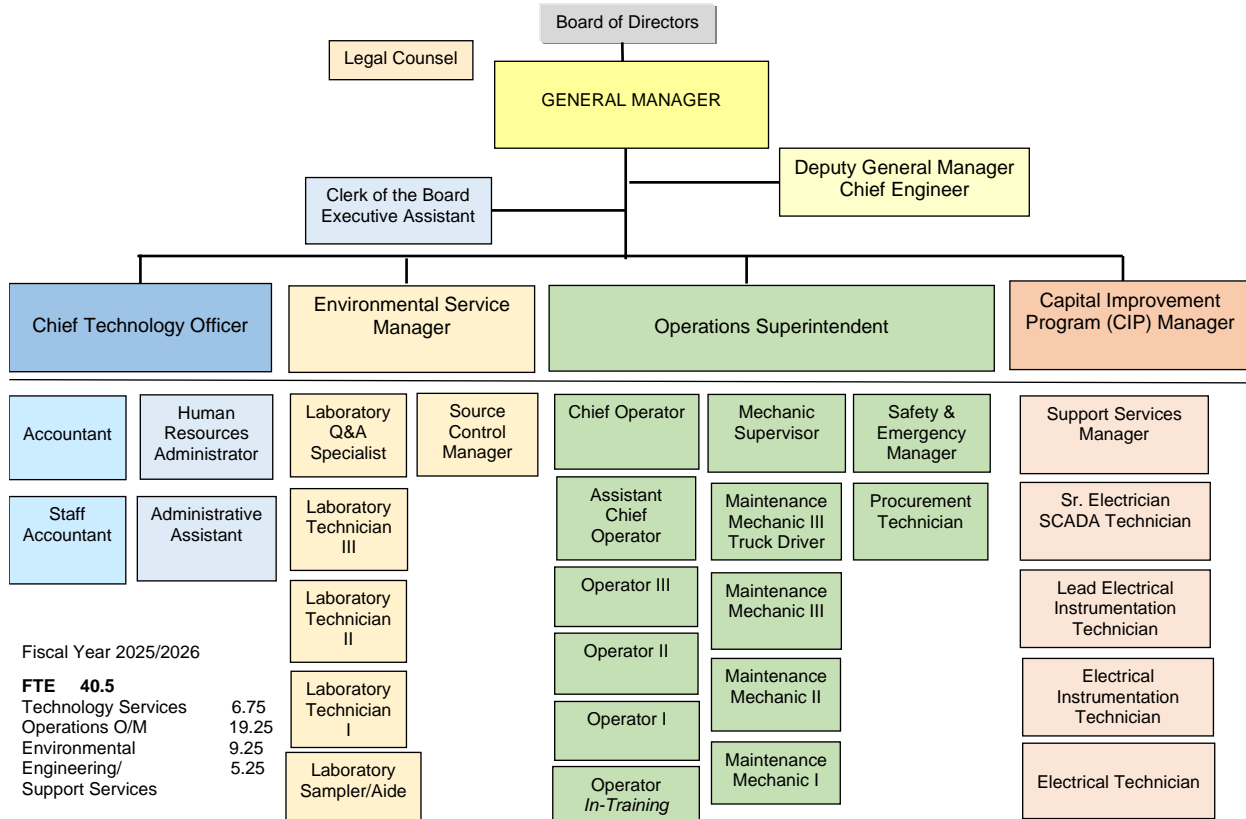 Board of Directors
Legal Counsel
GENERAL MANAGER
Deputy General Manager
Chief Engineer
Clerk of the Board
Executive Assistant
Chief Technology Officer
Environmental Service
Manager
Operations Superintendent
Capital Improvement
Program (CIP) Manager
Accountant
Human
Resources
Administrator
Laboratory
Q&A
Specialist
Source
Control
Manager
Chief Operator
Mechanic
Supervisor
Safety &
Emergency
Manager
Support Services
Manager
Staff
Accountant
Administrative
Assistant
Laboratory
Technician
III
Assistant
Chief
Operator
Maintenance
Mechanic III
Truck Driver
Procurement
Technician
Sr. Electrician
SCADA Technician
Laboratory
Technician
II
Operator III
Maintenance
Mechanic III
Lead Electrical
Instrumentation
Technician
Operator II
Maintenance
Mechanic II
Electrical
Instrumentation
Technician
Laboratory
Technician
I
Operator I
Maintenance
Mechanic I
Electrical Technician
Laboratory
Sampler/Aide
Operator
In-Training
Fiscal Year 2025/2026
FTE 40.5
Technology Services 6.75
Operations O/M 19.25
Environmental 9.25
Engineering/ 5.25
Support Services